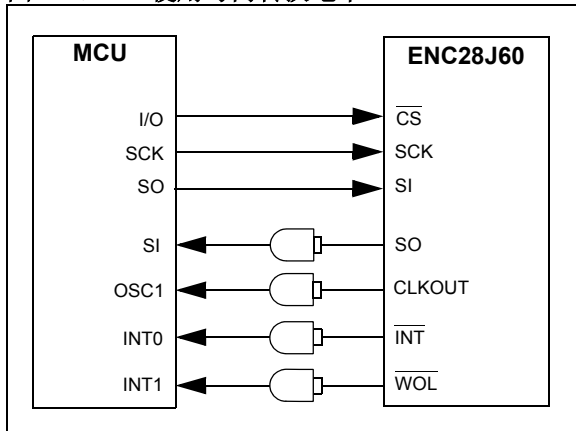 MCU
ENC28J60
I/O
CS
SCK
SCK
SO
SI
SI
SO
OSC1
CLKOUT
INT0
INT
INT1
WOL